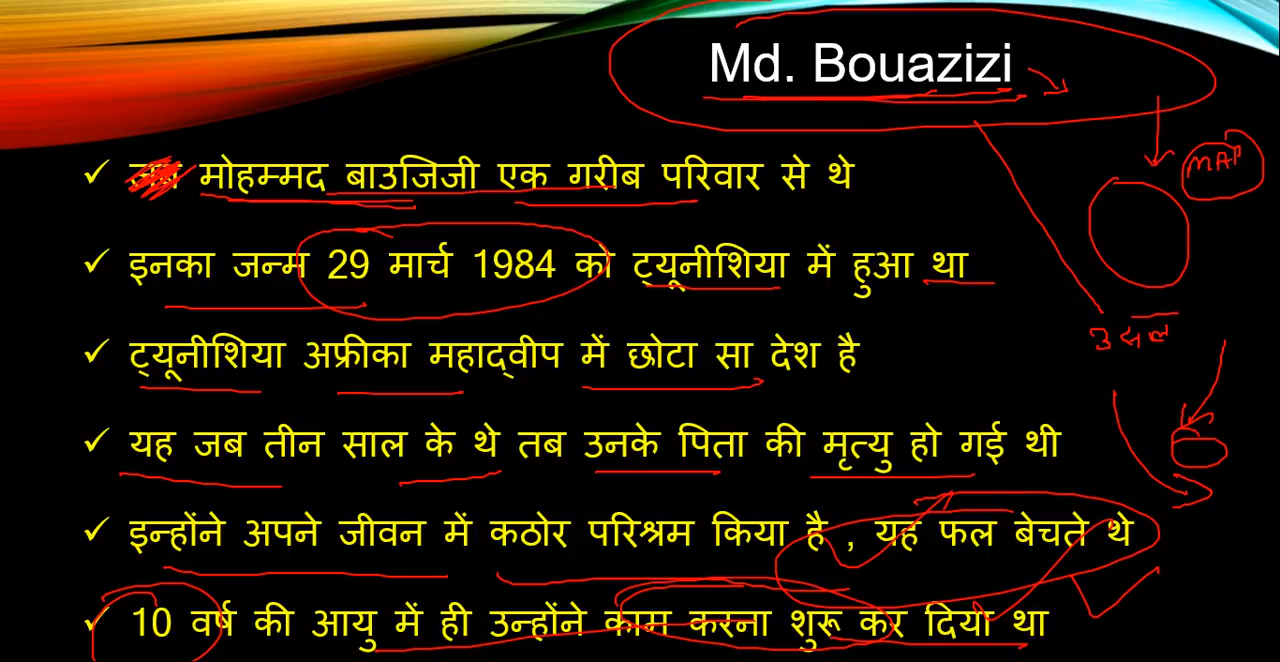 Md. Bouazizi
MAP
मोहम्मद बाउजिजी एक गरीब परिवार से थे
इनका जन्म 29 मार्च 1984 को ट्यूनीशिया में हुआ था
3 साल
ट्यूनीशिया अफ्रीका महाद्वीप में छोटा सा देश है
यह जब तीन साल के थे तब उनके पिता की मृत्यु हो गई थी
इन्होंने अपने जीवन में कठोर परिश्रम किया है , यह फल बेचते थे
10 वर्ष की आयु में ही उन्होंने काम करना शुरू कर दिया था